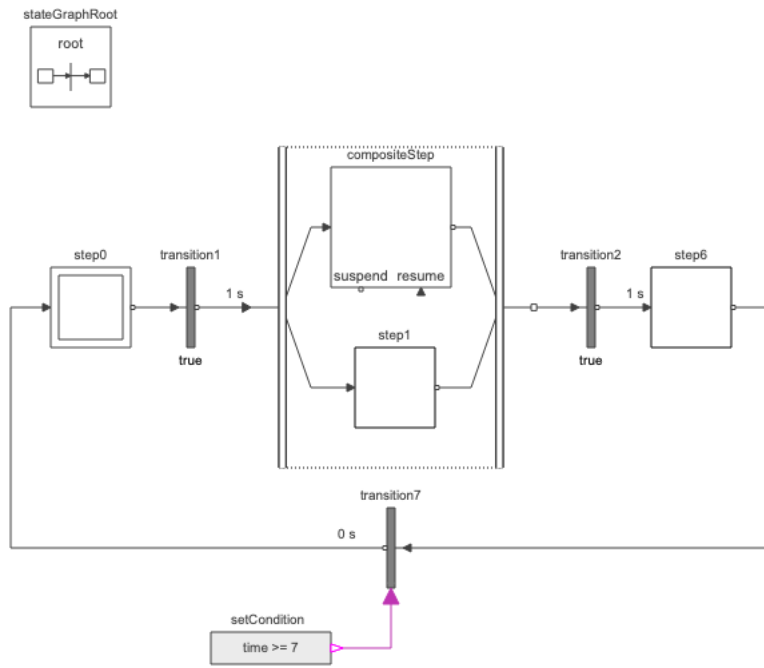 stateGraphRoot
root
compositeStep
suspend resume
step0
transition1
1 s
true
step1
transition2
1 s
true
step6
transition7
0 s
setCondition
time >= 7